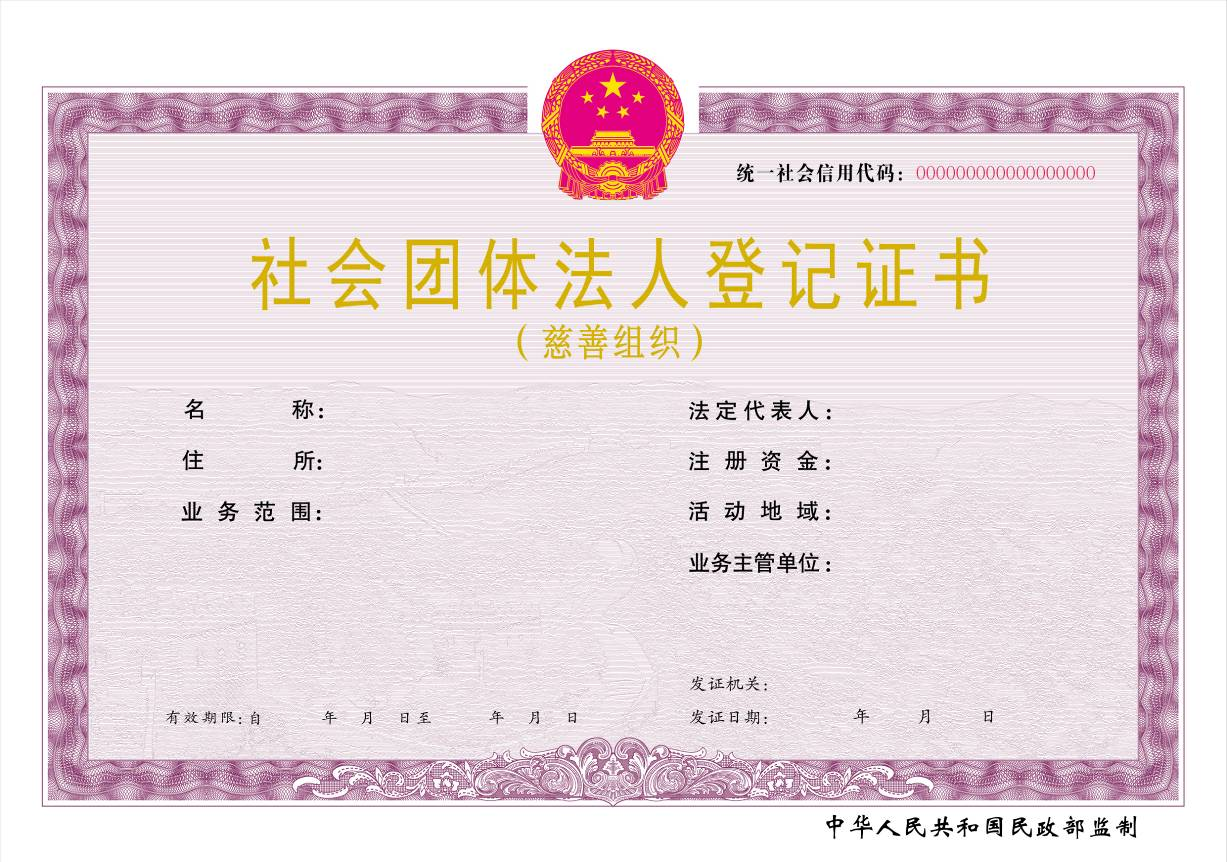 统一社会信用代码：000000000000000000
社会团体法人登记证书
（慈善组织）
名 称：
法定代表人：
住 所：
注册资金：
业务范围：
活动地域：
业务主管单位：
发证机关：
有效期限：自 年 月 日至 年 月 日
发证日期： 年 月 日
中华人民共和国民政部监制